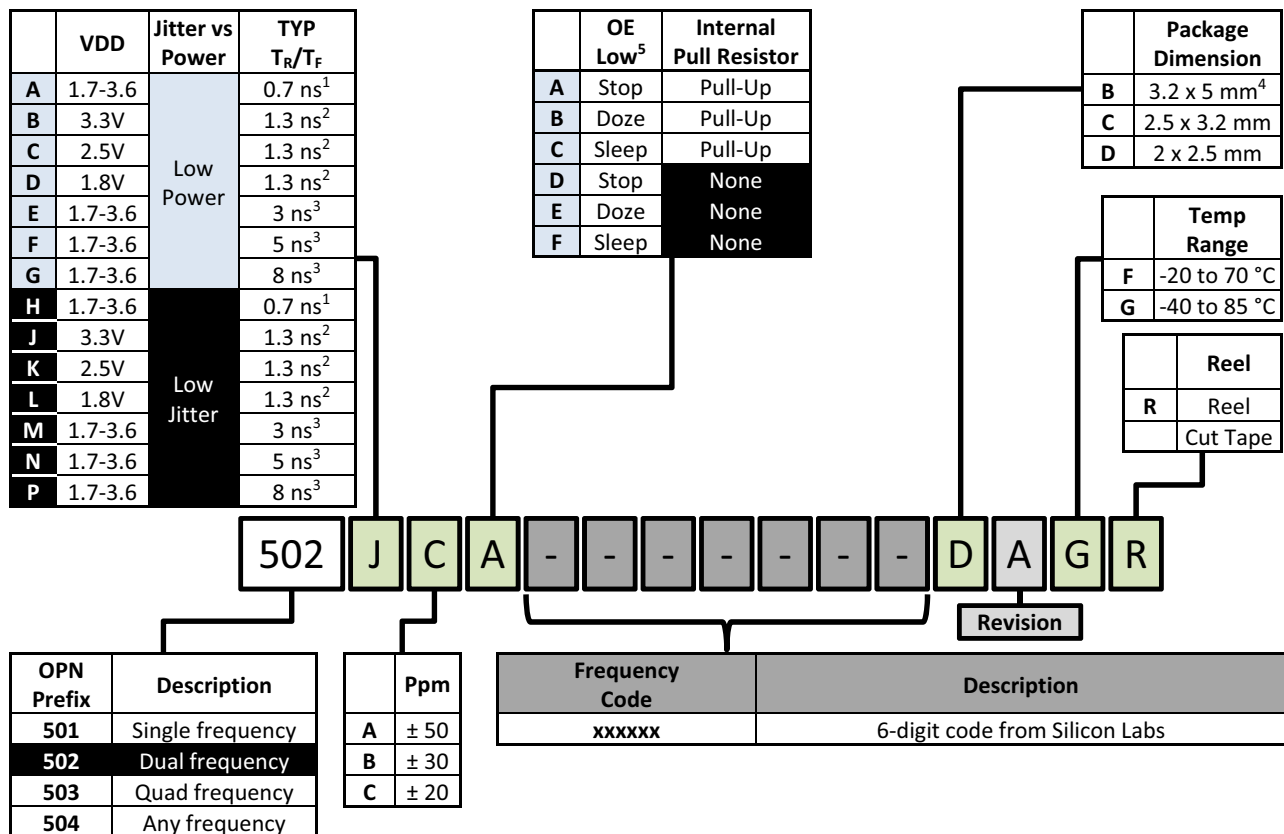 VDD Jitter vs Power TYP TR/TF
A 1.7-3.6 0.7 ns1
B 3.3V 1.3 ns2
C 2.5V 1.3 ns2
D 1.8V 1.3 ns2
E 1.7-3.6 3 ns3
F 1.7-3.6 5 ns3
G 1.7-3.6 8 ns3
Low Power
H 1.7-3.6 0.7 ns1
J 3.3V 1.3 ns2
K 2.5V 1.3 ns2
L 1.8V 1.3 ns2
M 1.7-3.6 3 ns3
N 1.7-3.6 5 ns3
P 1.7-3.6 8 ns3
Low Jitter
OE Low5 Internal Pull Resistor
A Stop Pull-Up
B Doze Pull-Up
C Sleep Pull-Up
D Stop None
E Doze None
F Sleep None
Package Dimension
B 3.2 x 5 mm4
C 2.5 x 3.2 mm
D 2 x 2.5 mm
Temp Range
F -20 to 70 °C
G -40 to 85 °C
Reel
R Reel
Cut Tape
502 J C A - - - - - - - D A G R
Revision
OPN Prefix Description
501 Single frequency
502 Dual frequency
503 Quad frequency
504 Any frequency
Ppm
A ± 50
B ± 30
C ± 20
Frequency Code Description
xxxxxx 6-digit code from Silicon Labs